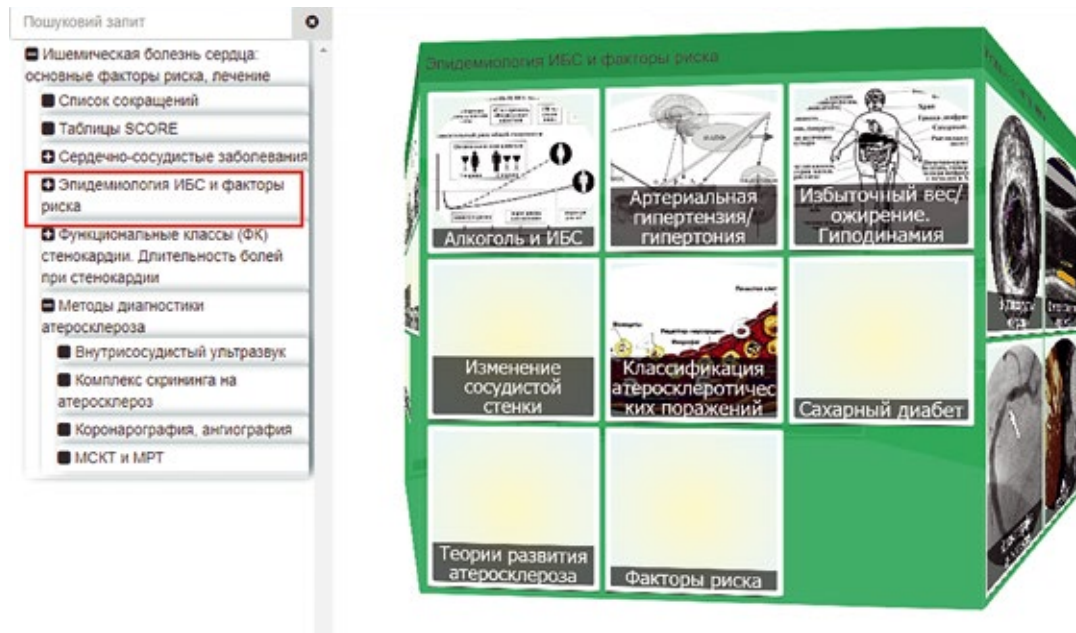 Пошуковий запит
Ишемическая болезнь сердца:
основные факторы риска, лечение
Список сокращений
Таблицы SCORE
Сердечно-сосудистые заболевания
Эпидемиология ИБС и факторы
риска
Функциональные классы (ФК)
стенокардии. Длительность болей
при стенокардии
Методы диагностики
атеросклероза
Внутрисосудистый ультразвук
Комплекс скрининга на
атеросклероз
Коронарография, ангиография
МСКТ и МРТ
Эпидемиология ИБС и факторы риска
Алкоголь и ИБС
Артериальная
гипертензия/
гипертония
Избыточный вес/
ожирение.
Гиподинамия
Изменение
сосудистой
стенки
Классификация
атеросклеротичес
ких поражений
Сахарный диабет
Теории развития
атеросклероза
Факторы риска